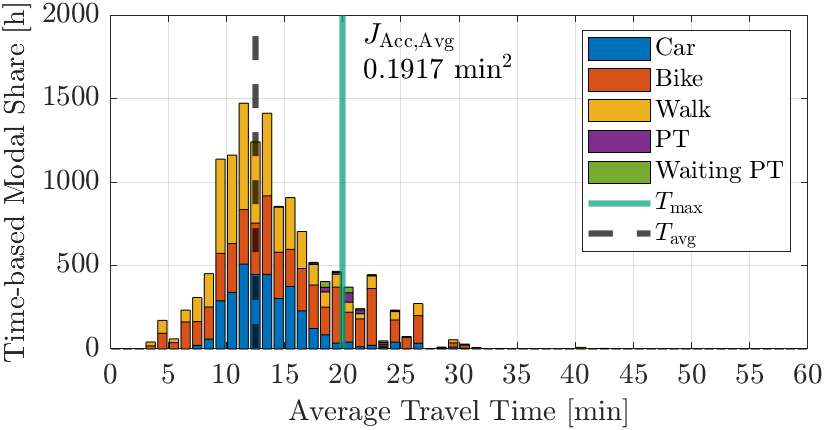 Time-based Modal Share [h]
2000
1500
1000
500
0
J_Acc,Avg
0.1917 min²
Car
Bike
Walk
PT
Waiting PT
T_max
T_avg
0 5 10 15 20 25 30 35 40 45 50 55 60
Average Travel Time [min]